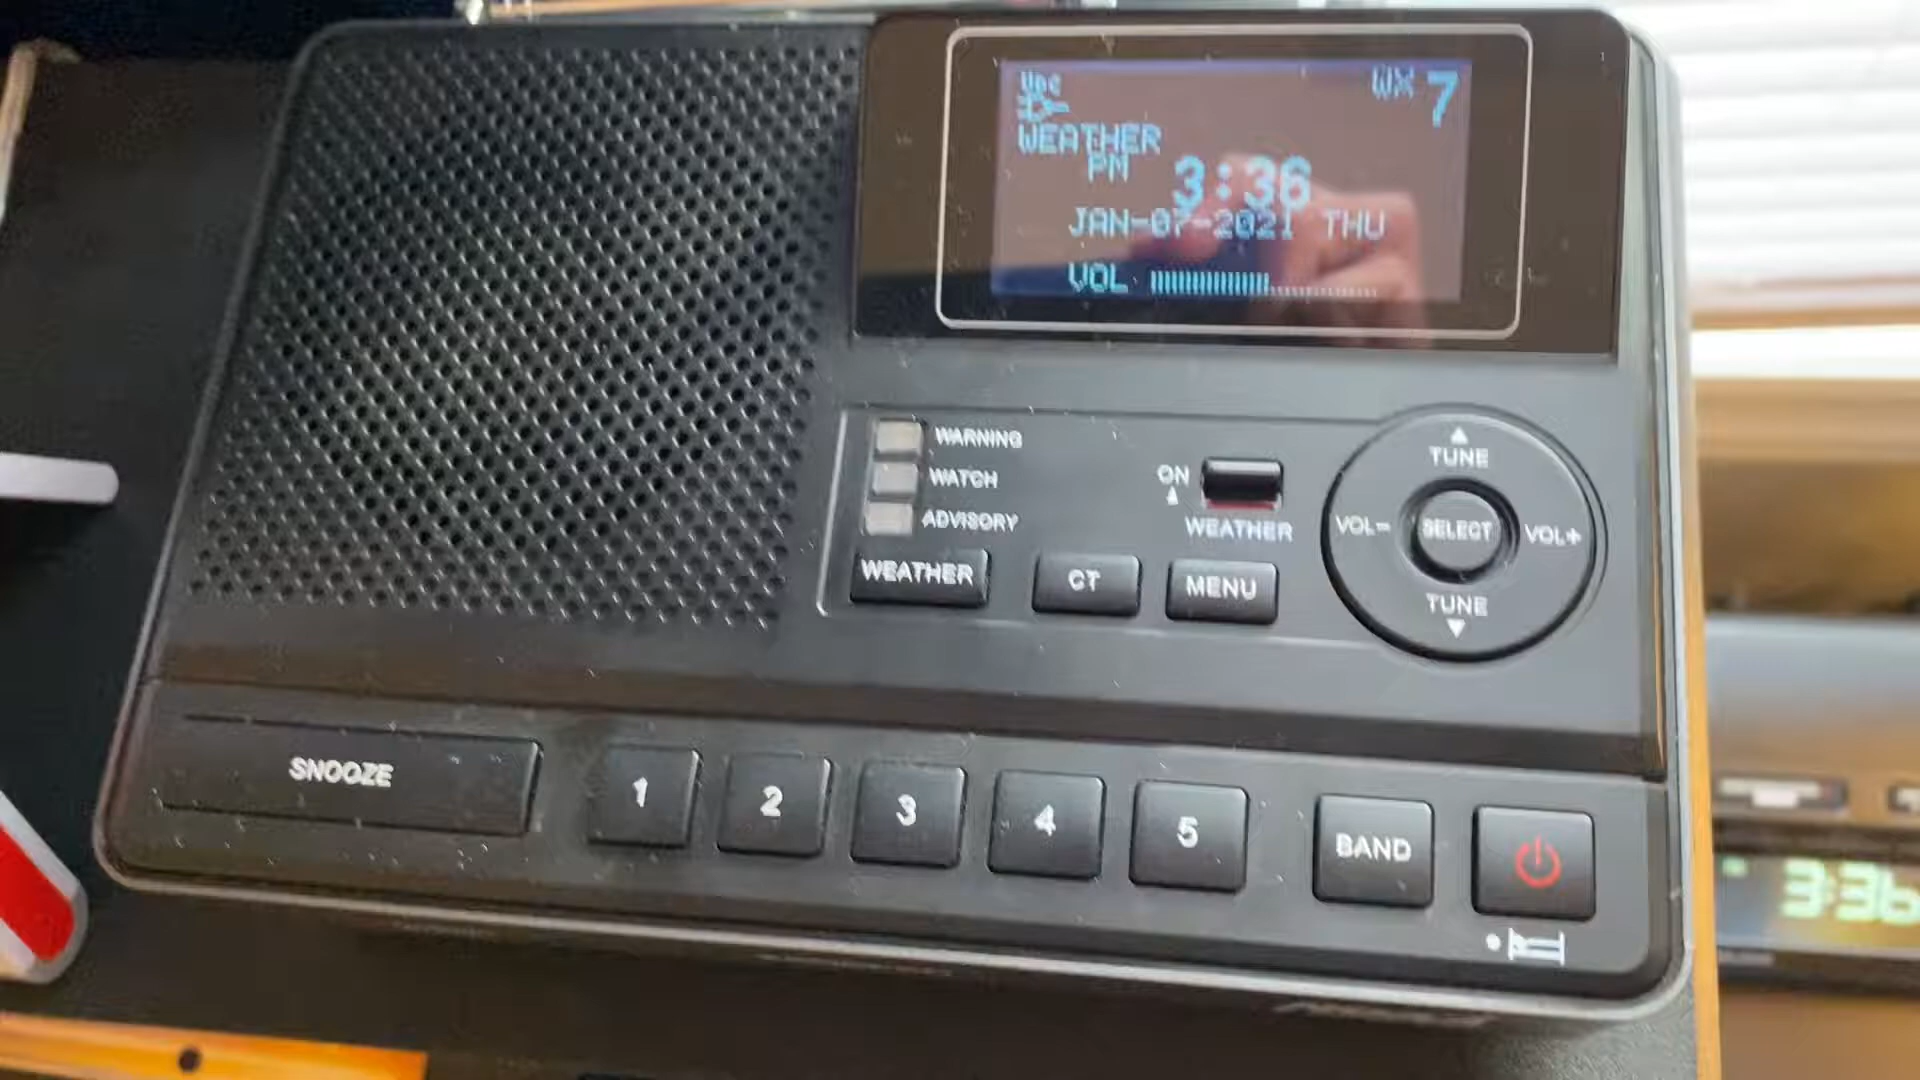 WX 7
WEATHER
PM 3:36
JAN-07-2021 THU
VOL
WARNING
WATCH
ADVISORY
ON
WEATHER
WEATHER
CT
MENU
TUNE
VOL-
SELECT
VOL+
TUNE
SNOOZE
1
2
3
4
5
BAND
3:36